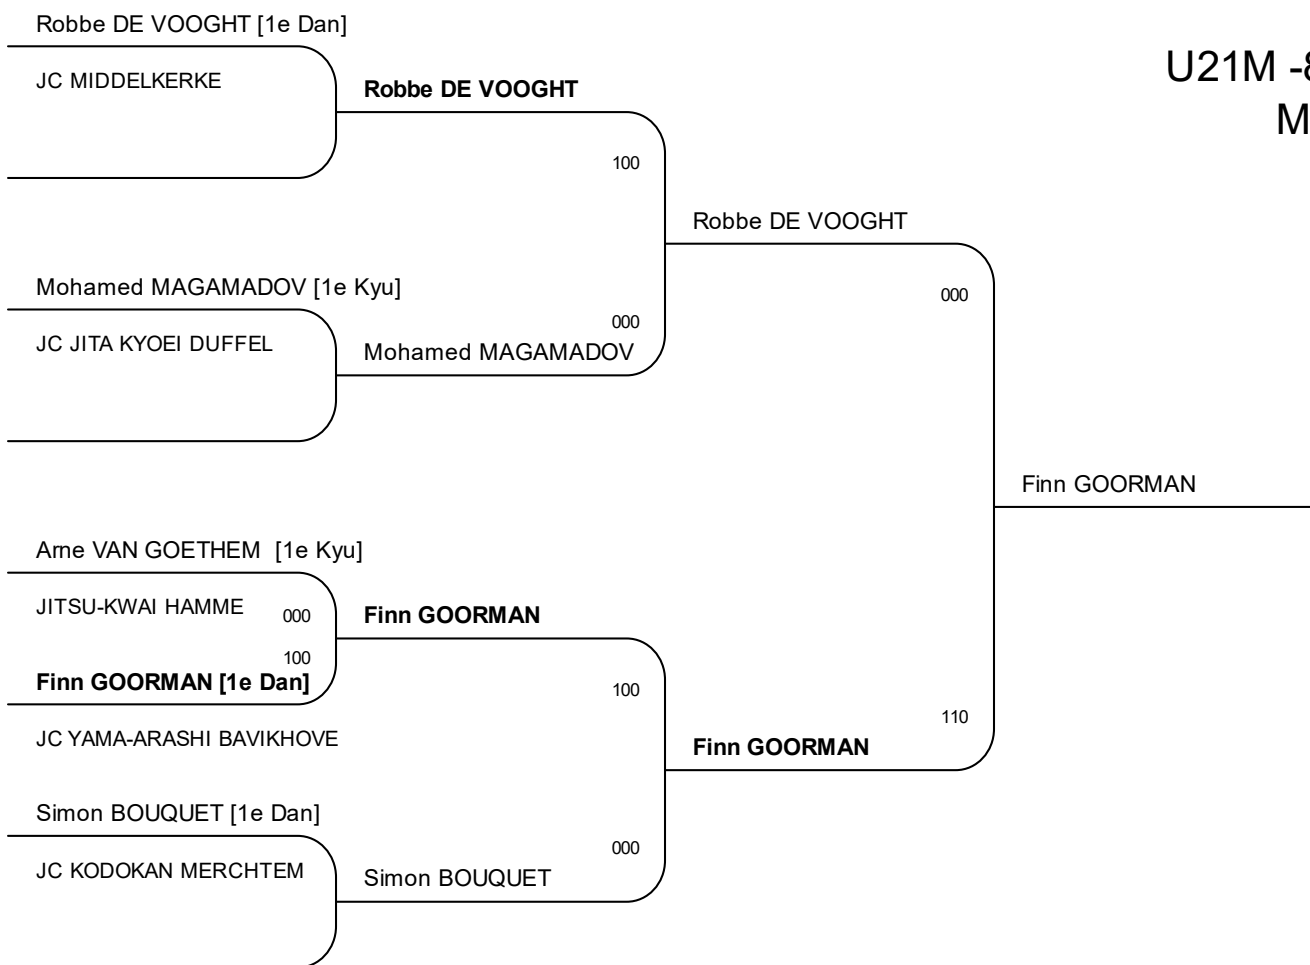 Robbe DE VOOGHT [1e Dan]
JC MIDDELKERKE
Robbe DE VOOGHT
U21M -8
M
100
Robbe DE VOOGHT
Mohamed MAGAMADOV [1e Kyu]
000
000
JC JITA KYOEI DUFFEL
Mohamed MAGAMADOV
Finn GOORMAN
Arne VAN GOETHEM [1e Kyu]
JITSU-KWAI HAMME
000
Finn GOORMAN
100
Finn GOORMAN [1e Dan]
100
110
JC YAMA-ARASHI BAVIKHOVE
Finn GOORMAN
Simon BOUQUET [1e Dan]
000
JC KODOKAN MERCHTEM
Simon BOUQUET